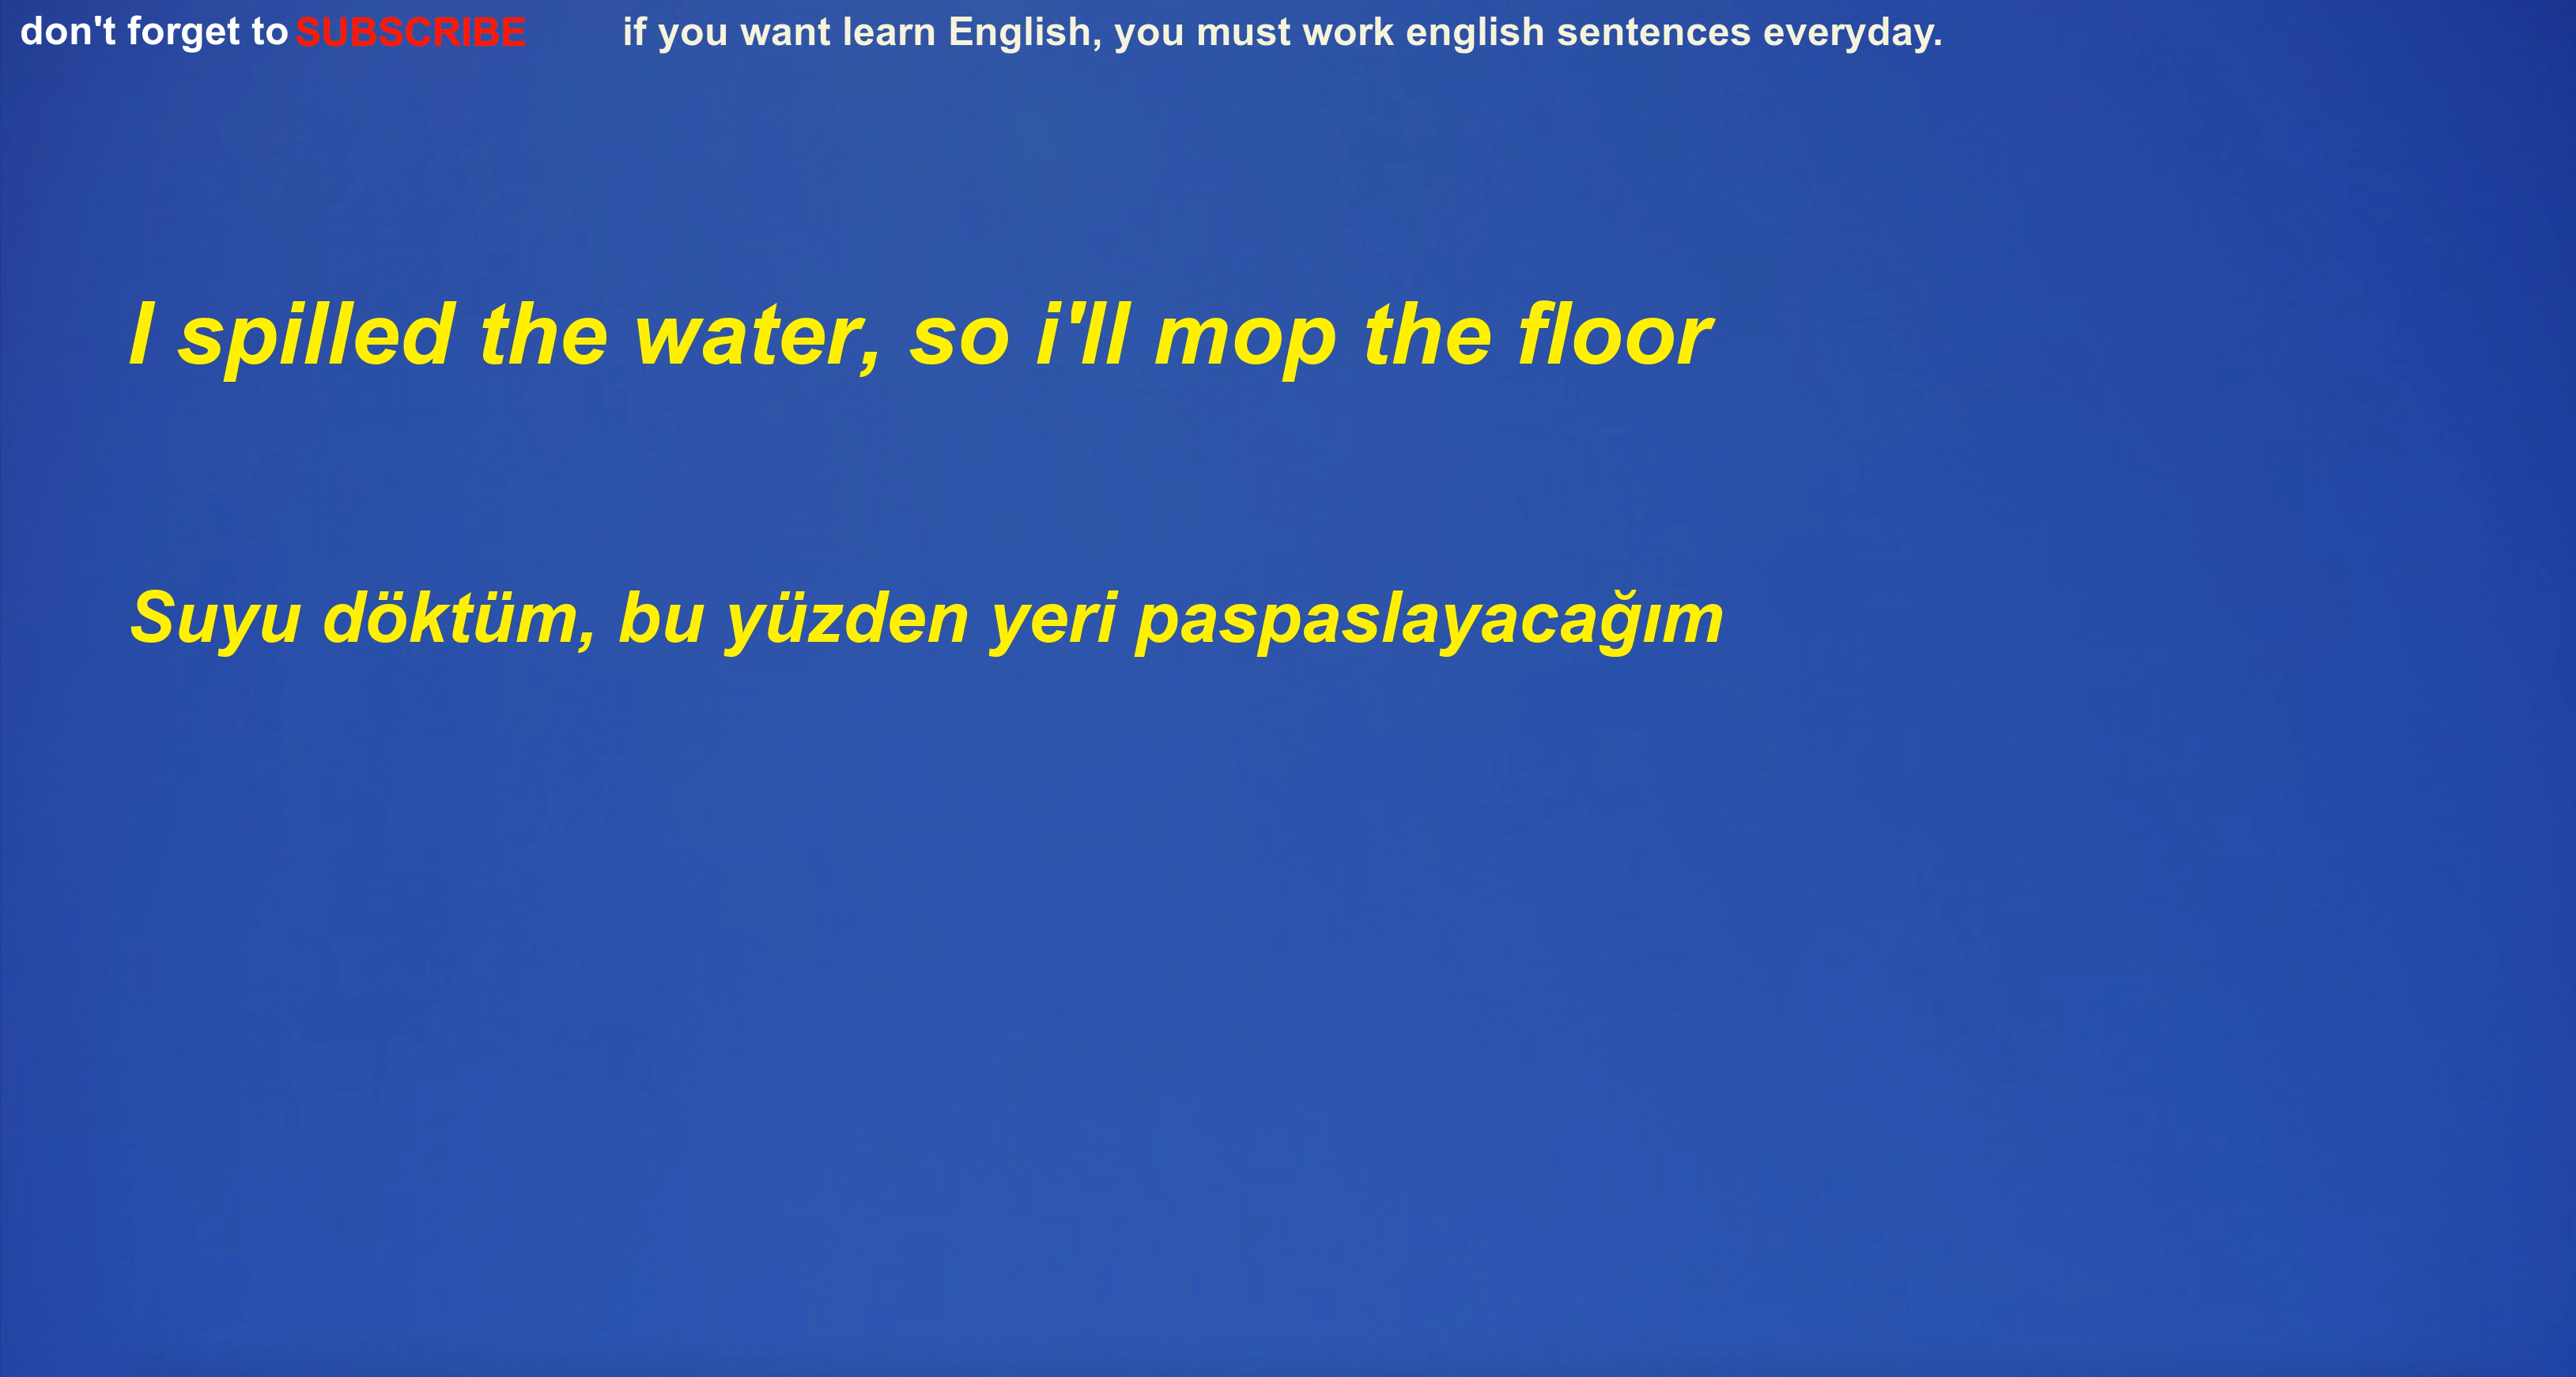 don't forget to SUBSCRIBE if you want learn English, you must work english sentences everyday.
I spilled the water, so i'll mop the floor
Suyu döktüm, bu yüzden yeri paspaslayacağım